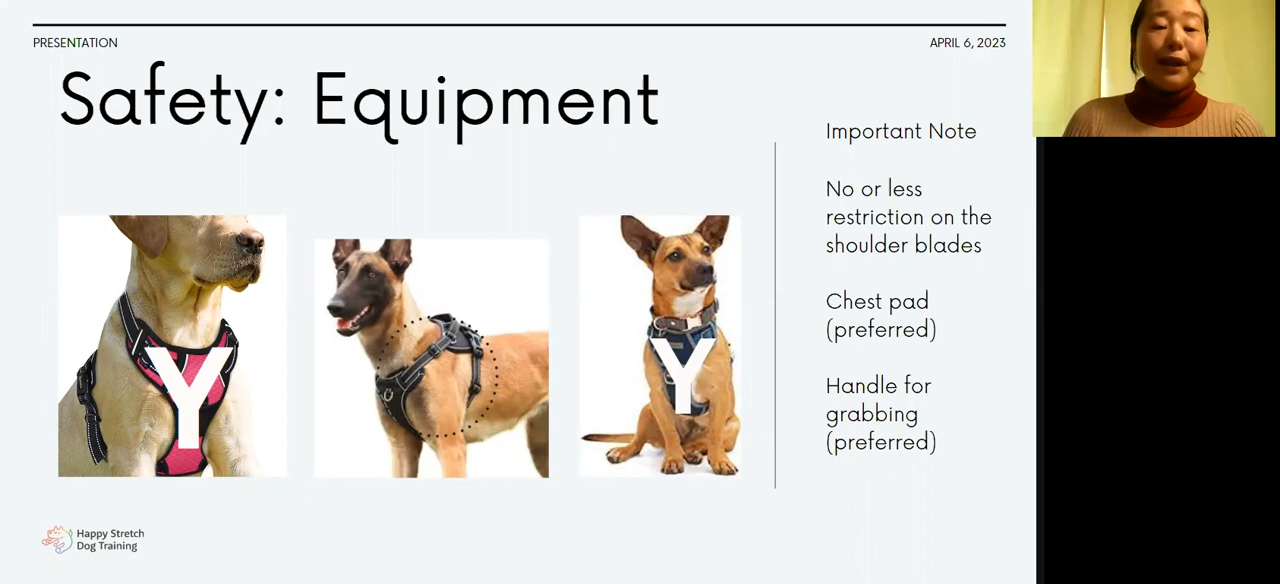 PRESENTATION
APRIL 6, 2023
Safety: Equipment
Y
Y
Important Note
No or less
restriction on the
shoulder blades
Chest pad
(preferred)
Handle for
grabbing
(preferred)
Happy Stretch
Dog Training